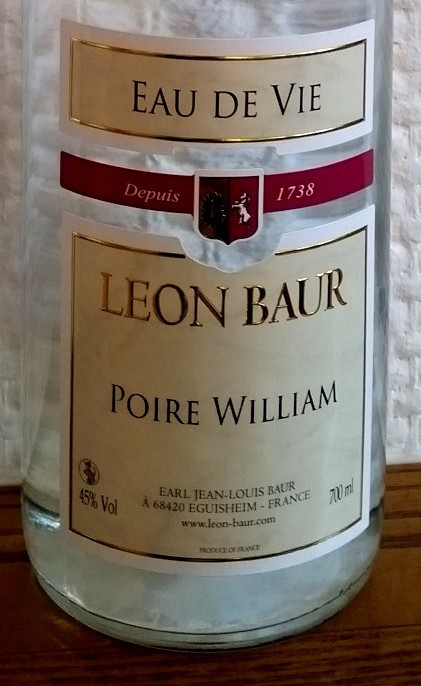 EAU DE VIE
Depuis 1738
LEON BAUR
POIRE WILLIAM
45% Vol
EARL JEAN-LOUIS BAUR
À 68420 EGUISHEIM - FRANCE
www.leon-baur.com
700 ml
PRODUCE OF FRANCE